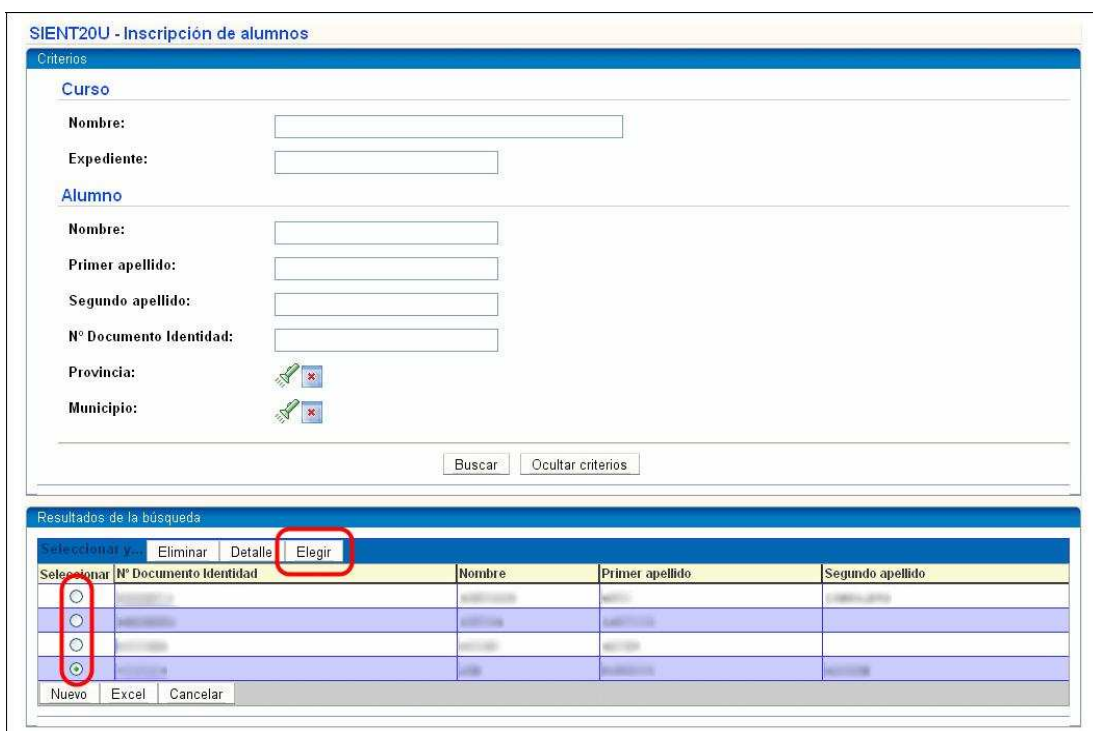 SIENT20U - Inscripción de alumnos
Criterios
Curso
Nombre:
Expediente:
Alumno
Nombre:
Primer apellido:
Segundo apellido:
Nº Documento Identidad:
Provincia:
Municipio:
Buscar Ocultar criterios
Resultados de la búsqueda
Seleccionar y... Eliminar Detalle Elegir
Seleccionar Nº Documento Identidad Nombre Primer apellido Segundo apellido
Nuevo Excel Cancelar